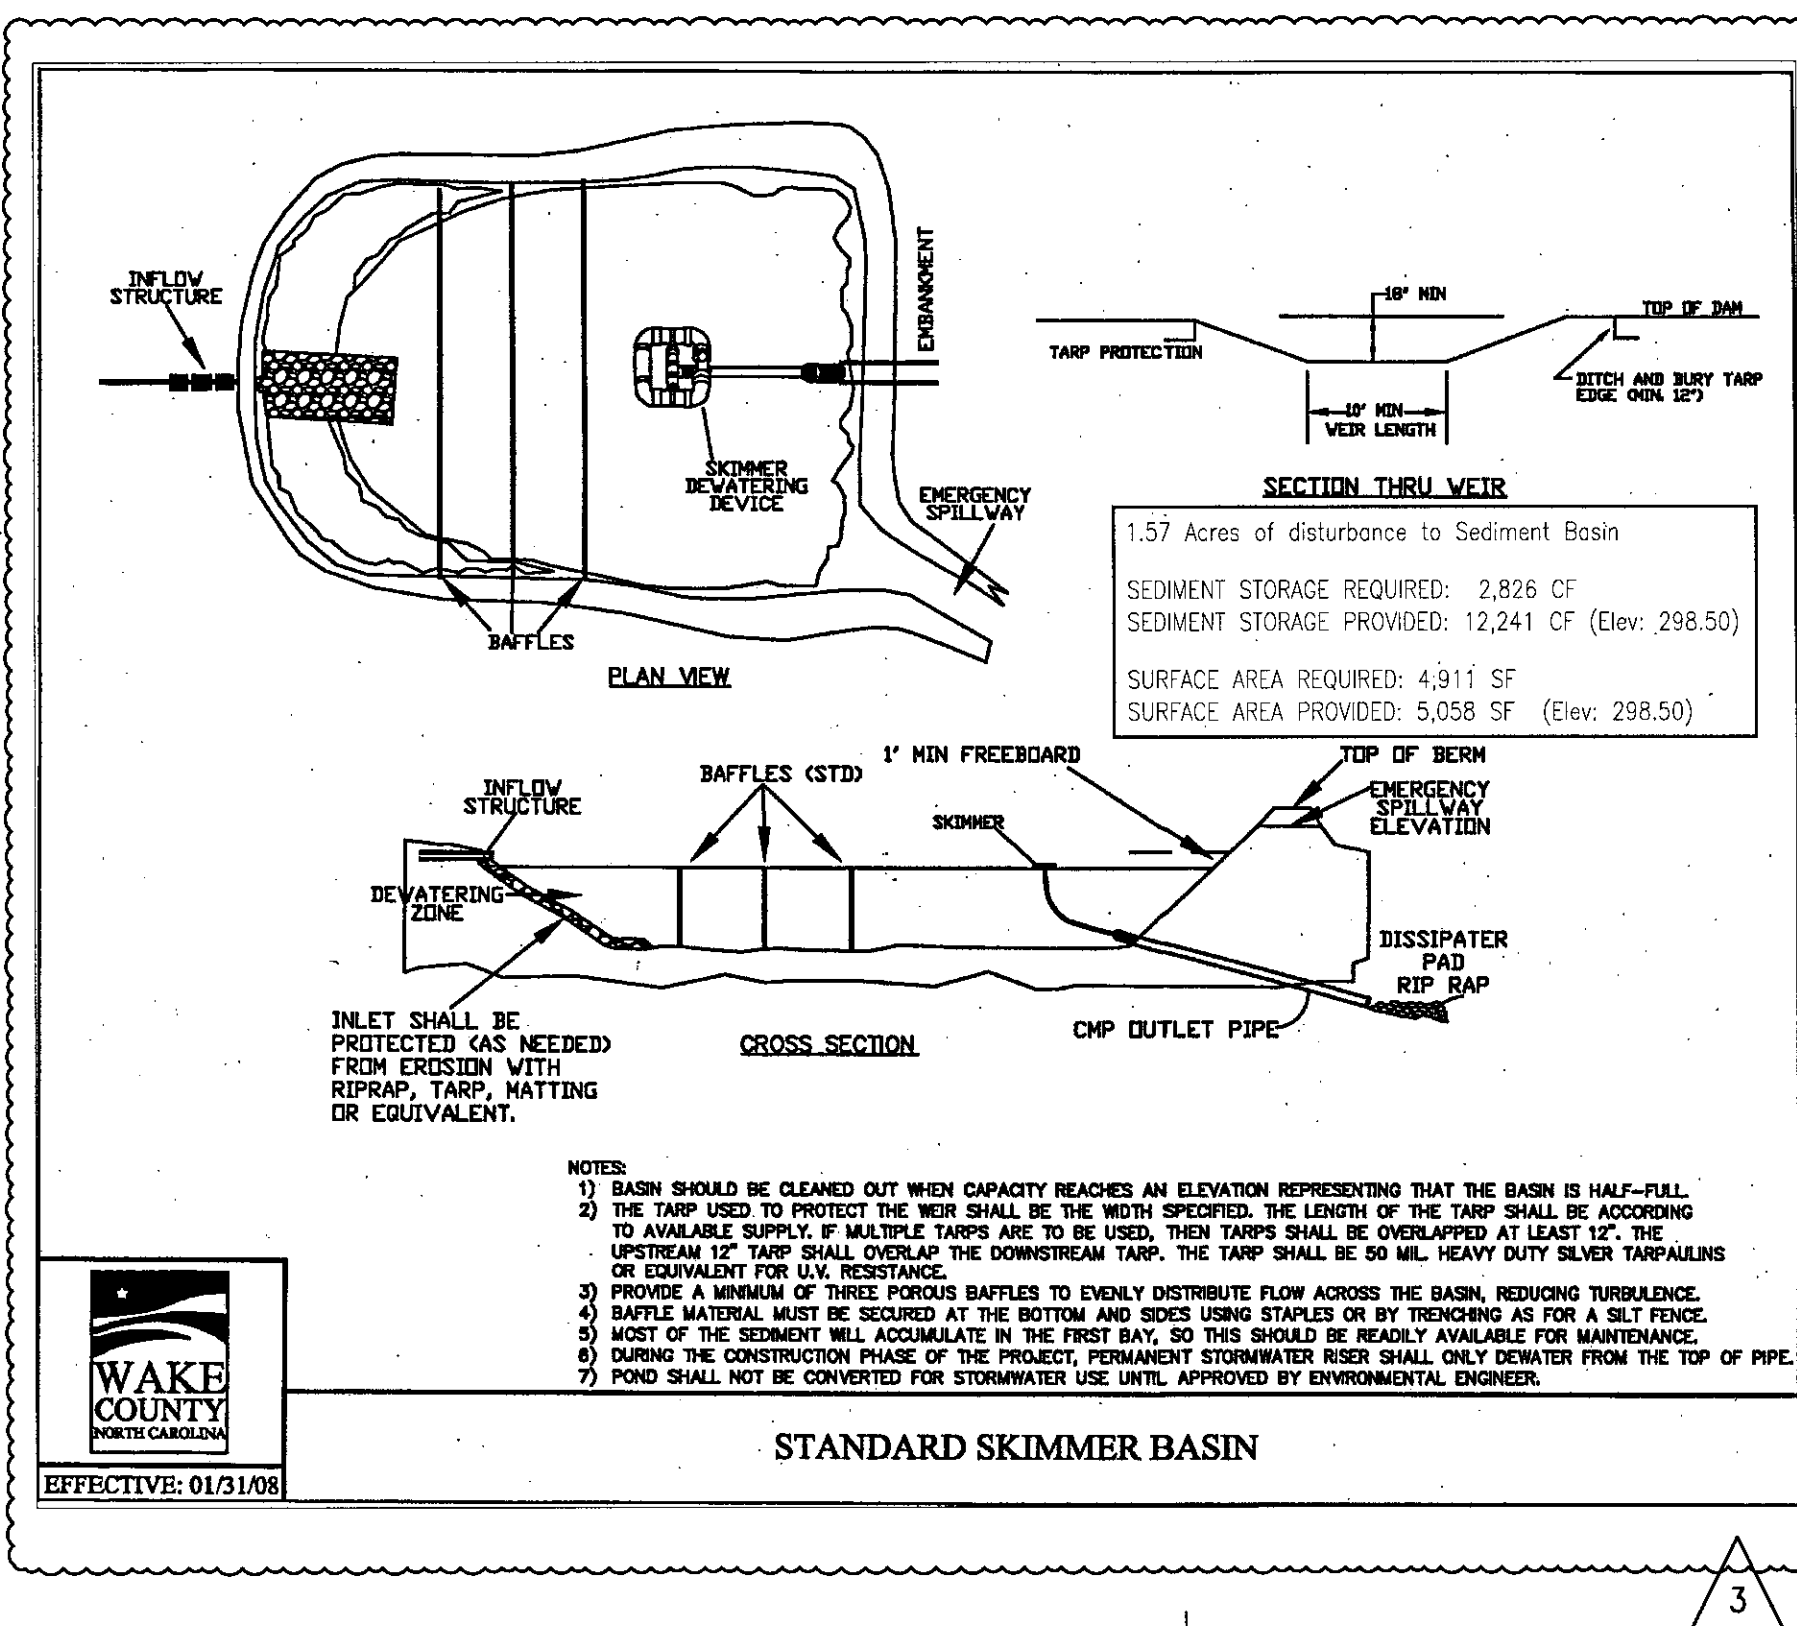 INFLOW
STRUCTURE
EMBANKMENT
SKIMMER
DEWATERING
DEVICE
EMERGENCY
SPILLWAY
BAFFLES
PLAN VIEW
18" MIN
TOP OF DAM
TARP PROTECTION
DITCH AND BURY TARP
EDGE (MIN. 12")
10' MIN
WEIR LENGTH
SECTION THRU WEIR
1.57 Acres of disturbance to Sediment Basin
SEDIMENT STORAGE REQUIRED: 2,826 CF
SEDIMENT STORAGE PROVIDED: 12,241 CF (Elev: 298.50)
SURFACE AREA REQUIRED: 4,911 SF
SURFACE AREA PROVIDED: 5,058 SF (Elev: 298.50)
1' MIN FREEBOARD
TOP OF BERM
BAFFLES (STD)
INFLOW
STRUCTURE
EMERGENCY
SPILLWAY
ELEVATION
SKIMMER
DEWATERING
ZONE
DISSIPATER
PAD
RIP RAP
INLET SHALL BE
PROTECTED (AS NEEDED)
FROM EROSION WITH
RIPRAP, TARP, MATTING
OR EQUIVALENT.
CROSS SECTION
CMP OUTLET PIPE
NOTES:
1) BASIN SHOULD BE CLEANED OUT WHEN CAPACITY REACHES AN ELEVATION REPRESENTING THAT THE BASIN IS HALF-FULL.
2) THE TARP USED TO PROTECT THE WEIR SHALL BE THE WIDTH SPECIFIED. THE LENGTH OF THE TARP SHALL BE ACCORDING
TO AVAILABLE SUPPLY. IF MULTIPLE TARPS ARE TO BE USED, THEN TARPS SHALL BE OVERLAPPED AT LEAST 12". THE
UPSTREAM 12" TARP SHALL OVERLAP THE DOWNSTREAM TARP. THE TARP SHALL BE 50 MIL. HEAVY DUTY SILVER TARPAULINS
OR EQUIVALENT FOR U.V. RESISTANCE.
3) PROVIDE A MINIMUM OF THREE POROUS BAFFLES TO EVENLY DISTRIBUTE FLOW ACROSS THE BASIN, REDUCING TURBULENCE.
4) BAFFLE MATERIAL MUST BE SECURED AT THE BOTTOM AND SIDES USING STAPLES OR BY TRENCHING AS FOR A SILT FENCE.
5) MOST OF THE SEDIMENT WILL ACCUMULATE IN THE FIRST BAY, SO THIS SHOULD BE READILY AVAILABLE FOR MAINTENANCE.
6) DURING THE CONSTRUCTION PHASE OF THE PROJECT, PERMANENT STORMWATER RISER SHALL ONLY DEWATER FROM THE TOP OF PIPE.
7) POND SHALL NOT BE CONVERTED FOR STORMWATER USE UNTIL APPROVED BY ENVIRONMENTAL ENGINEER.
WAKE
COUNTY
NORTH CAROLINA
EFFECTIVE: 01/31/08
STANDARD SKIMMER BASIN
3